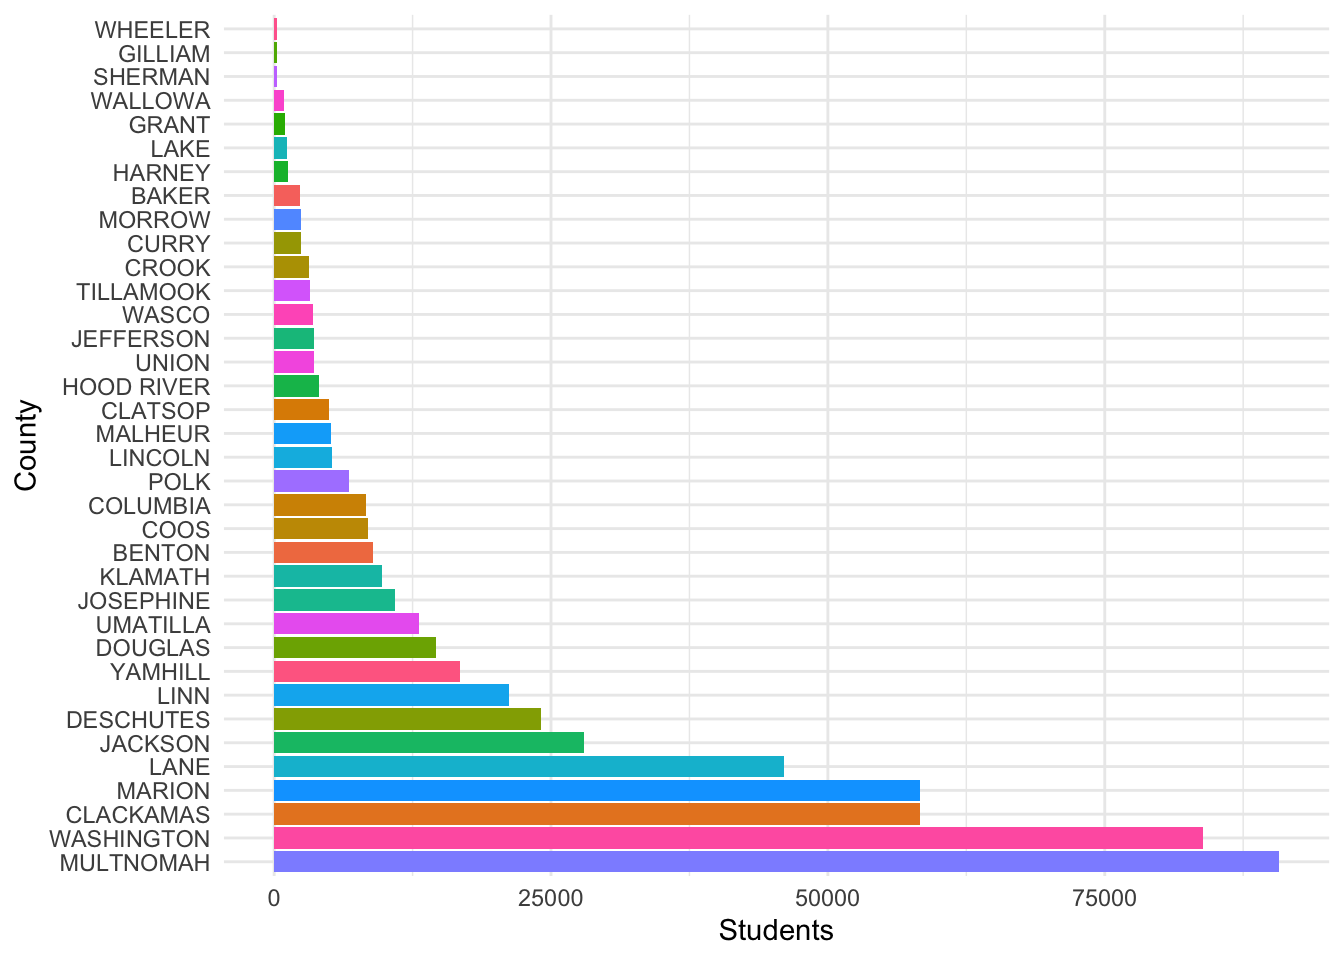 WHEELER
GILLIAM
SHERMAN
WALLOWA
GRANT
LAKE
HARNEY
BAKER
MORROW
CURRY
CROOK
TILLAMOOK
WASCO
JEFFERSON
UNION
HOOD RIVER
CLATSOP
MALHEUR
LINCOLN
POLK
COLUMBIA
COOS
BENTON
KLAMATH
JOSEPHINE
UMATILLA
DOUGLAS
YAMHILL
LINN
DESCHUTES
JACKSON
LANE
MARION
CLACKAMAS
WASHINGTON
MULTNOMAH
County
0 25000 50000 75000
Students